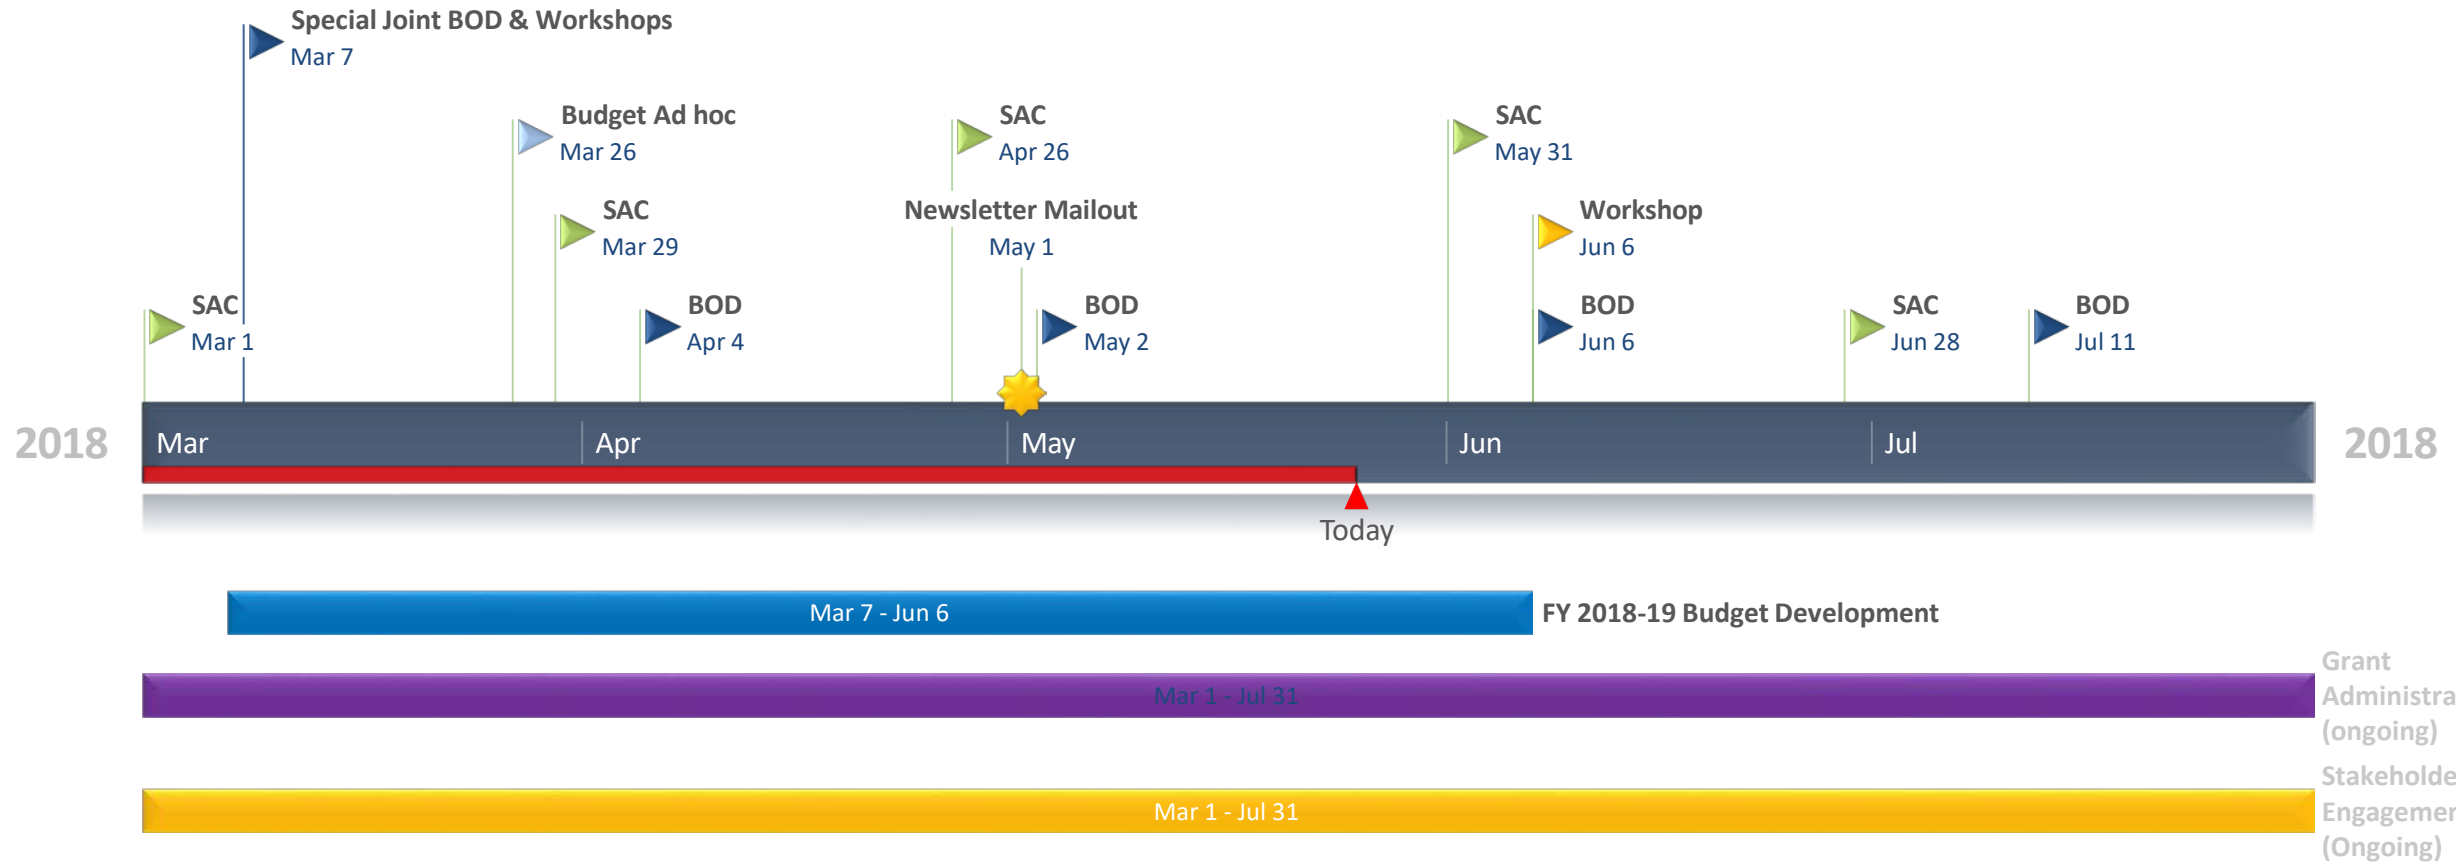 Special Joint BOD & Workshops
Mar 7
Budget Ad hoc
Mar 26
SAC
Apr 26
SAC
May 31
SAC
Mar 29
Newsletter Mailout
May 1
Workshop
Jun 6
SAC
Mar 1
BOD
Apr 4
BOD
May 2
BOD
Jun 6
SAC
Jun 28
BOD
Jul 11
2018
Mar
Apr
May
Jun
Jul
2018
Today
Mar 7 - Jun 6
FY 2018-19 Budget Development
Mar 1 - Jul 31
Grant
Administra
(ongoing)
Mar 1 - Jul 31
Stakeholde
Engagemer
(Ongoing)